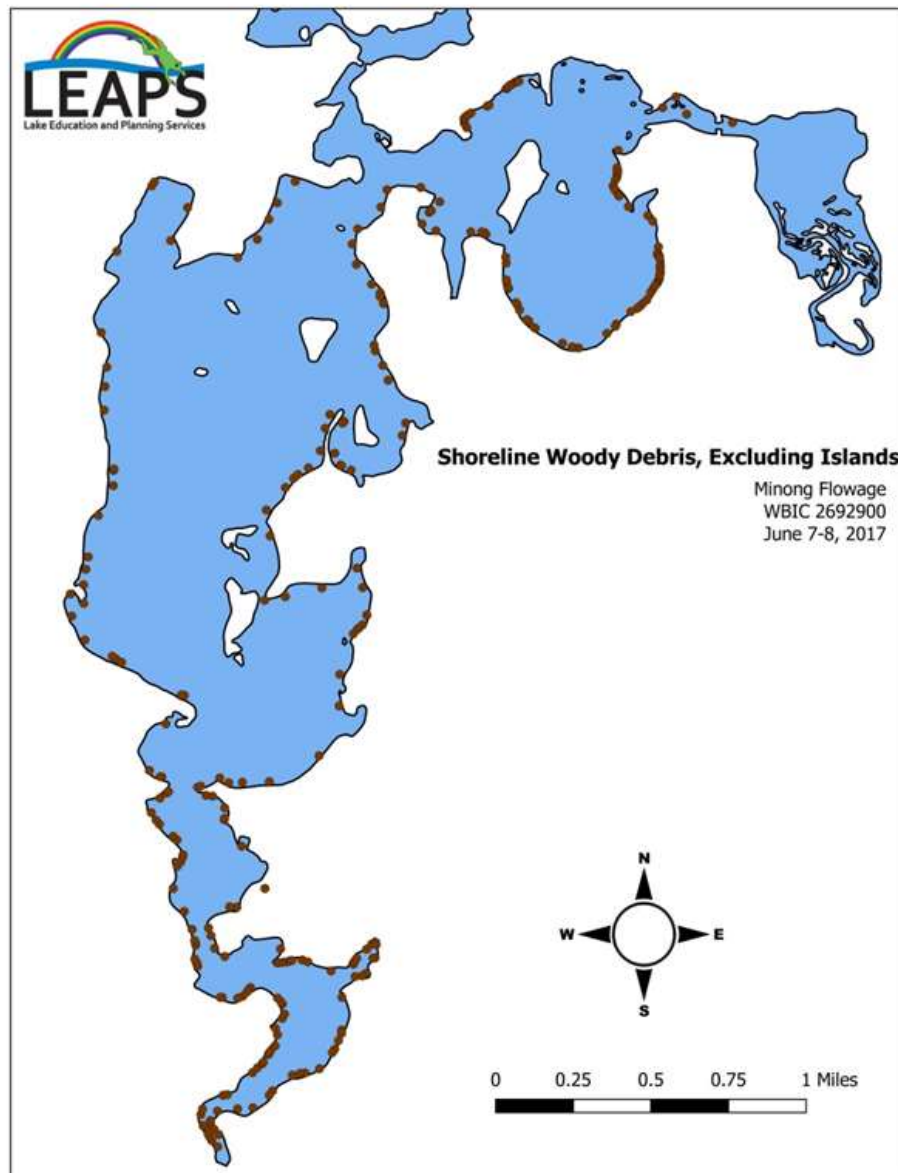 LEAPS
Lake Education and Planning Services
Shoreline Woody Debris, Excluding Islands
Minong Flowage
WBIC 2692900
June 7-8, 2017
N
W E
S
0 0.25 0.5 0.75 1 Miles